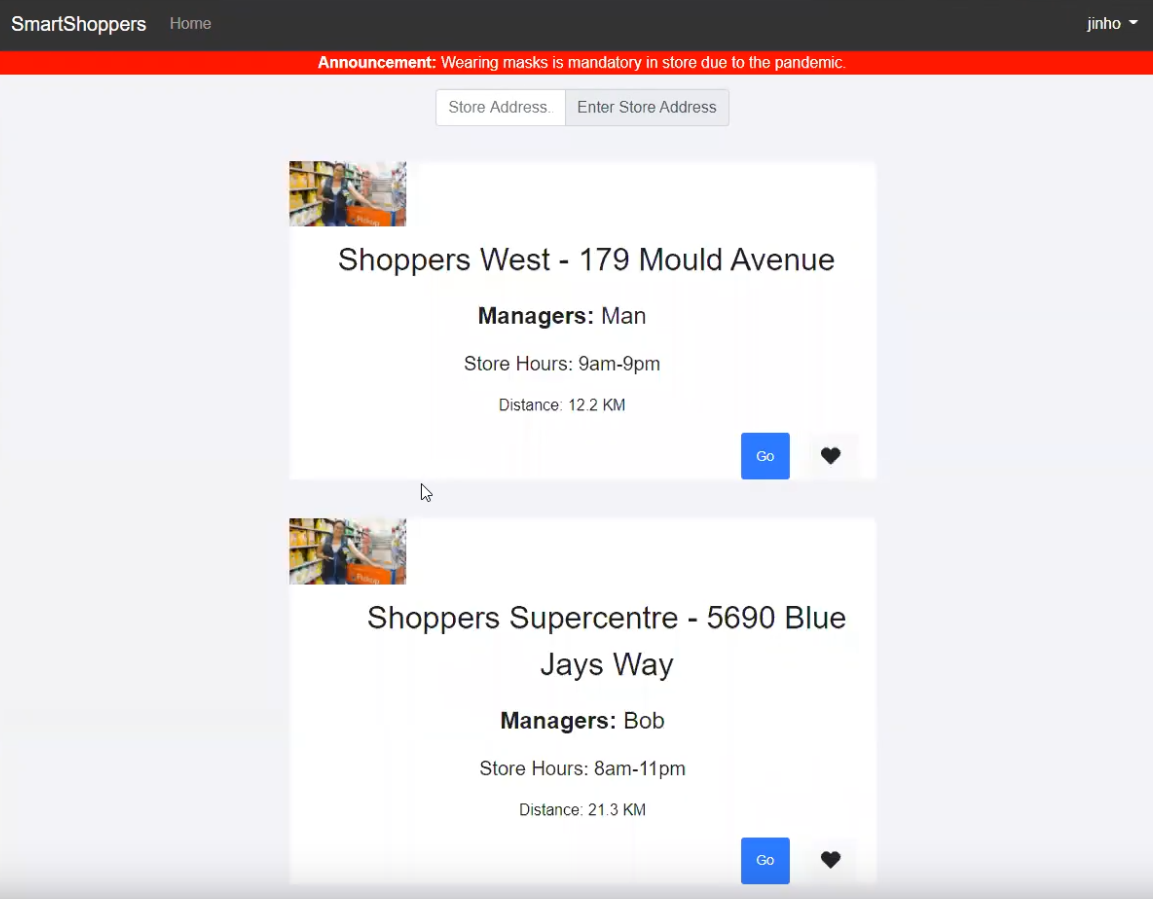 SmartShoppers Home jinho
Announcement: Wearing masks is mandatory in store due to the pandemic.
Store Address.. Enter Store Address
Pickup
Shoppers West - 179 Mould Avenue
Managers: Man
Store Hours: 9am-9pm
Distance: 12.2 KM
Go
Pickup
Shoppers Supercentre - 5690 Blue
Jays Way
Managers: Bob
Store Hours: 8am-11pm
Distance: 21.3 KM
Go